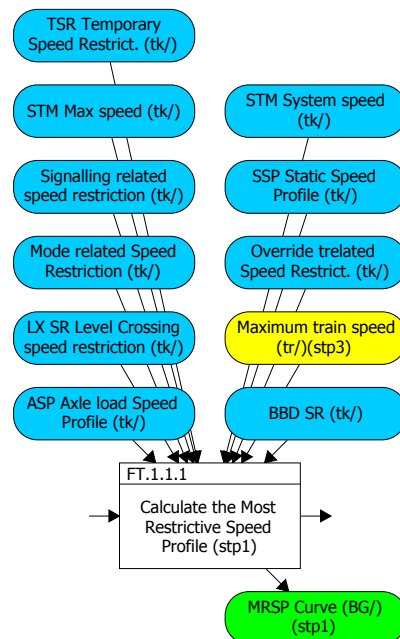 TSR Temporary
Speed Restrict. (tk/)
STM Max speed (tk/)
STM System speed
(tk/)
Signalling related
speed restriction (tk/)
SSP Static Speed
Profile (tk/)
Mode related Speed
Restriction (tk/)
Override trelated
Speed Restrict. (tk/)
LX SR Level Crossing
speed restriction (tk/)
Maximum train speed
(tr/)(stp3)
ASP Axle load Speed
Profile (tk/)
BBD SR (tk/)
FT.1.1.1
Calculate the Most
Restrictive Speed
Profile (stp1)
MRSP Curve (BG/)
(stp1)